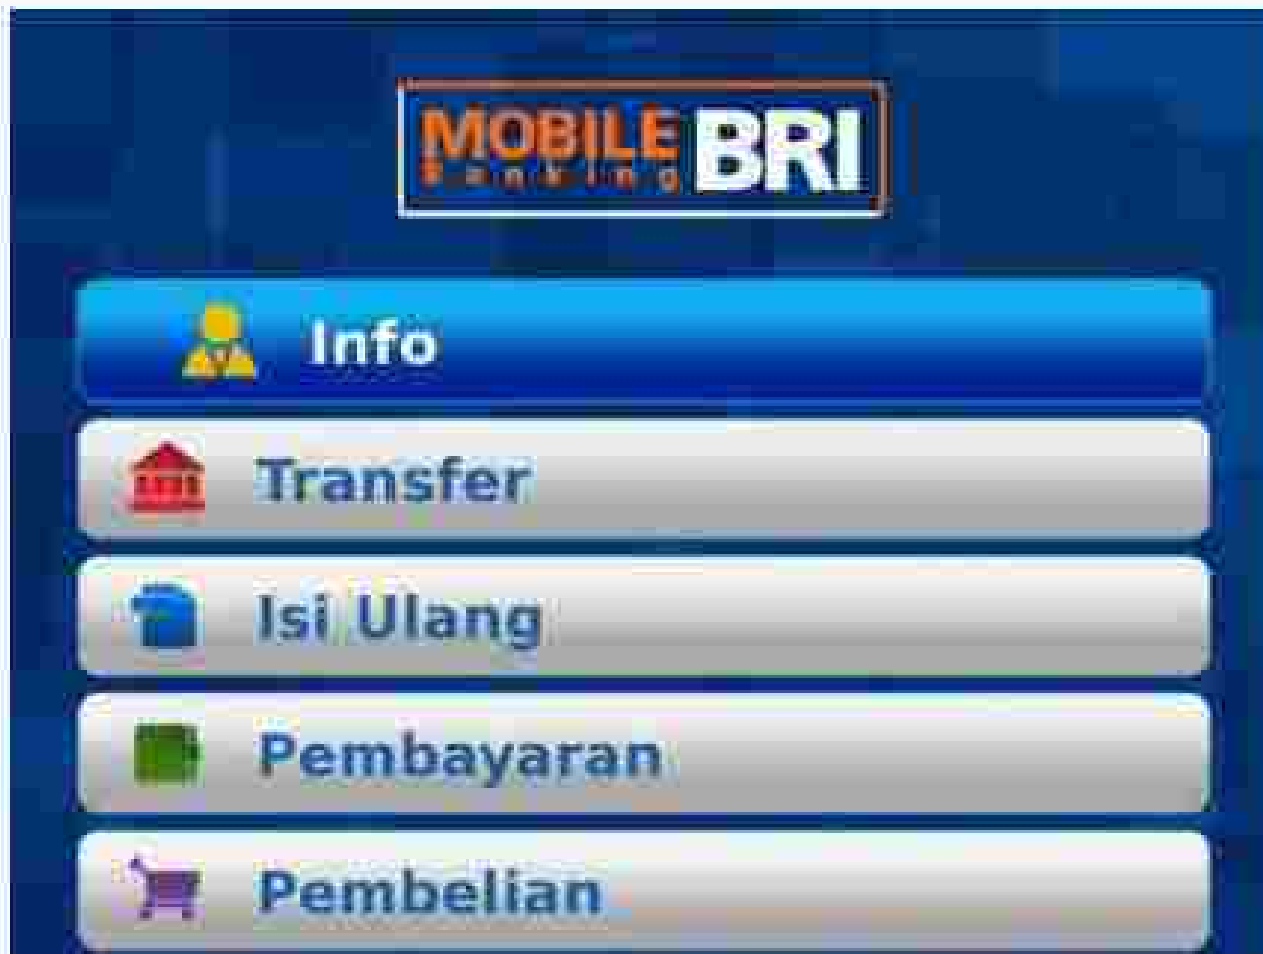 MOBILE BRI
Banking
Info
Transfer
Isi Ulang
Pembayaran
Pembelian